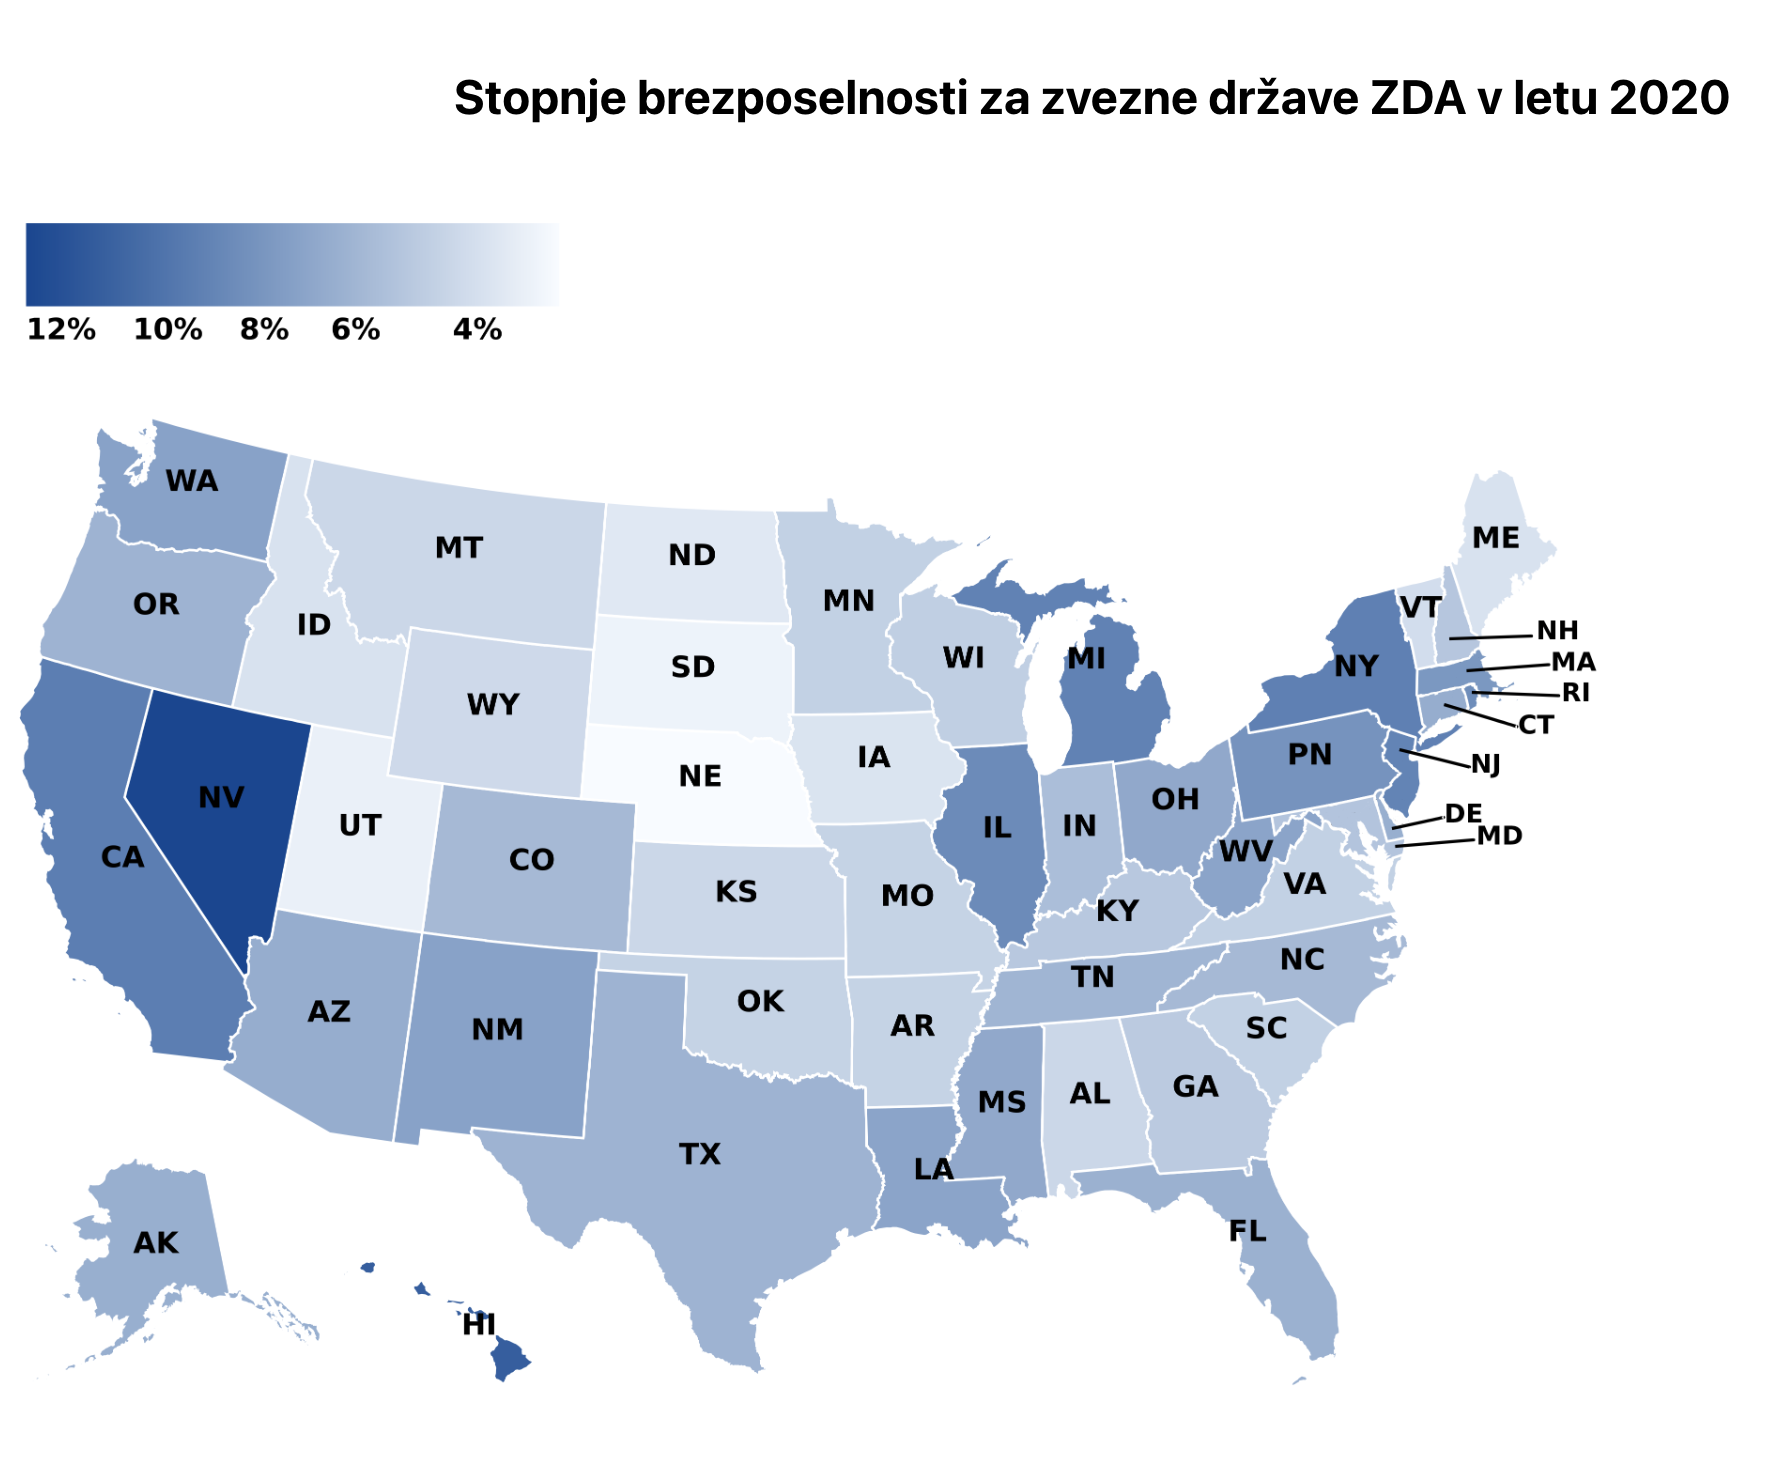 Stopnje brezposelnosti za zvezne države ZDA v letu 2020
12% 10% 8% 6% 4%
WA
MT
ND
ME
OR
ID
MN
VT
NH
SD
WI
MI
NY
MA
RI
WY
CT
IA
PN
NJ
NE
NV
UT
OH
IL
IN
DE
MD
CA
CO
WV
KS
MO
VA
KY
NC
TN
AZ
NM
OK
AR
SC
MS
AL
GA
TX
LA
AK
FL
HI